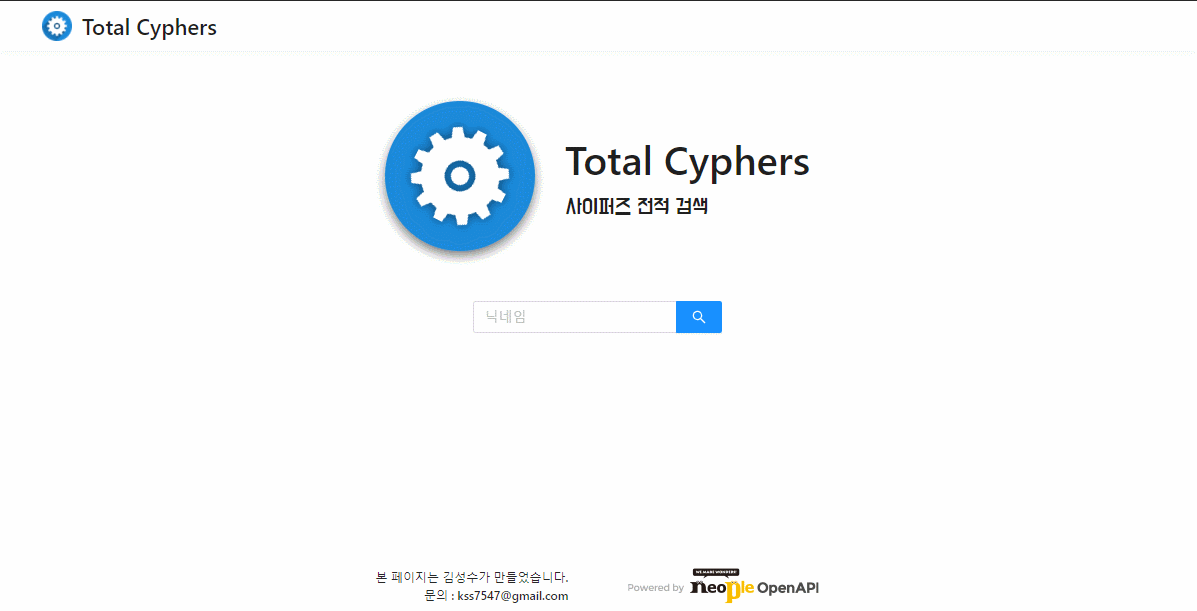 Total Cyphers
Total Cyphers
사이퍼즈 전적 검색
닉네임
본 페이지는 김성수가 만들었습니다.
문의 : kss7547@gmail.com
WE MAKE WONDERS!
Powered by neople OpenAPI